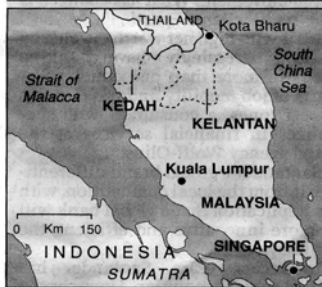 THAILAND
Kota Bharu
South
China
Sea
Strait of
Malacca
KEDAH
KELANTAN
Kuala Lumpur
MALAYSIA
0 Km 150
SINGAPORE
INDONESIA
SUMATRA